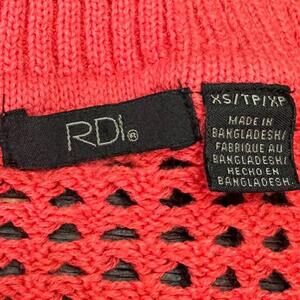 RDI®
XS/TP/XP
MADE IN
BANGLADESH/
FABRIQUE AU
BANGLADESH/
HECHO EN
BANGLADESH.